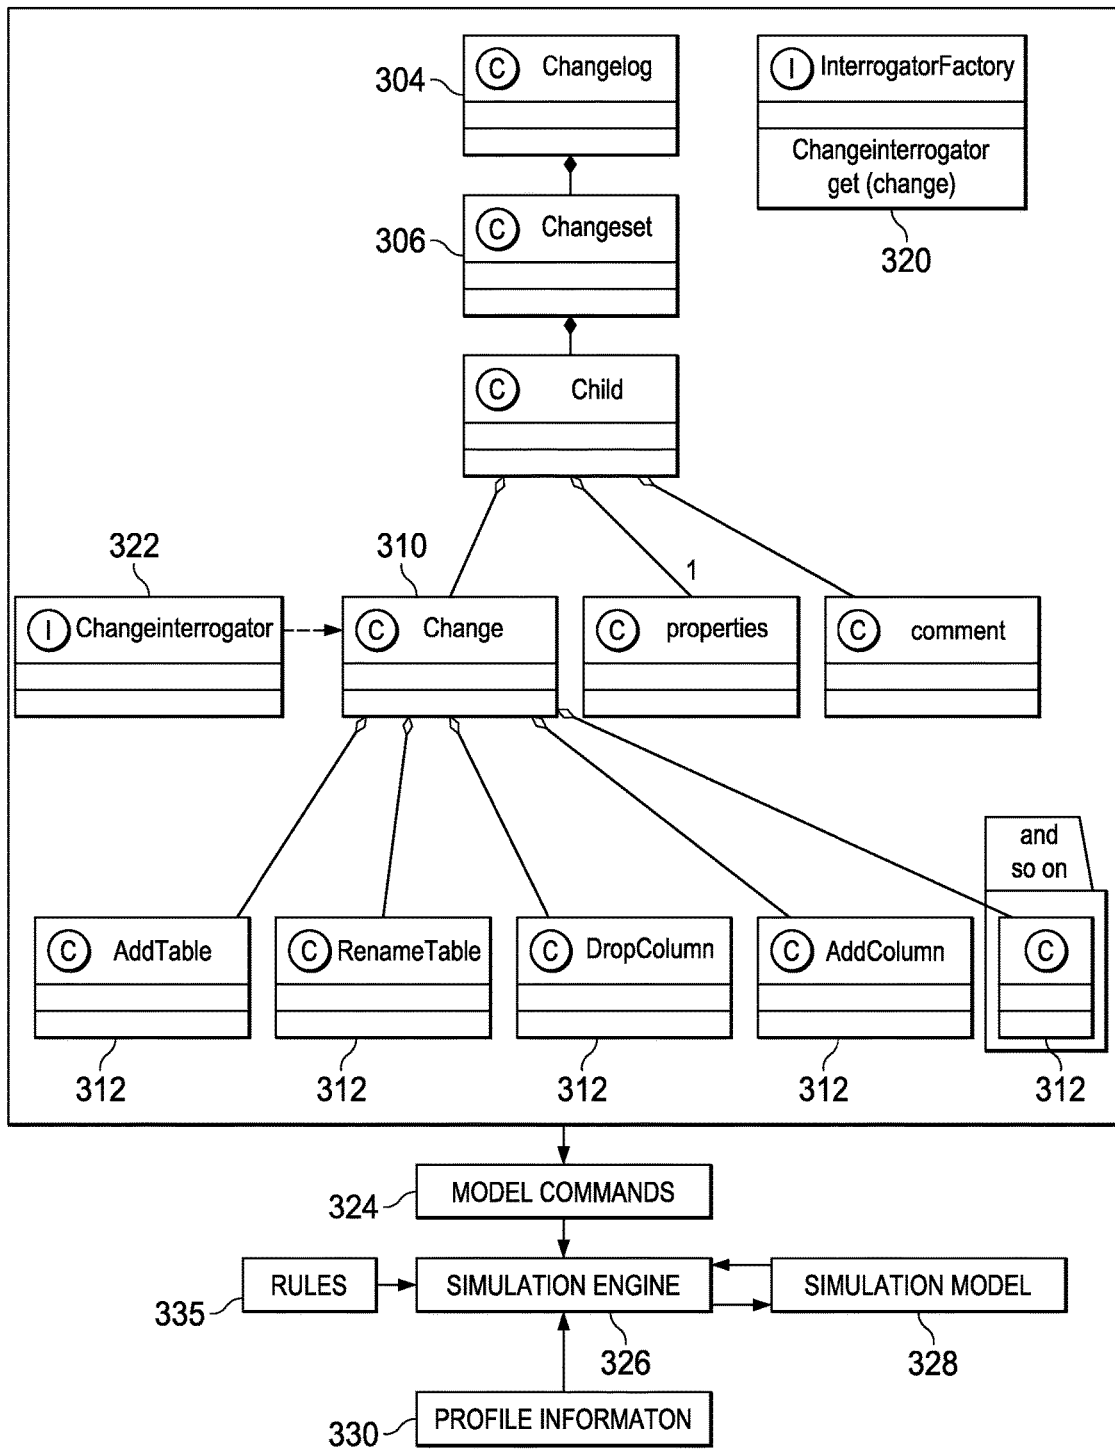 C Changelog
304
I InterrogatorFactory
Changeinterrogator
get (change)
320
C Changeset
306
C Child
322
310
1
I Changeinterrogator
C Change
C properties
C comment
and
so on
C AddTable
C RenameTable
C DropColumn
C AddColumn
C
312
312
312
312
312
MODEL COMMANDS
324
RULES
335
SIMULATION ENGINE
326
SIMULATION MODEL
328
PROFILE INFORMATON
330